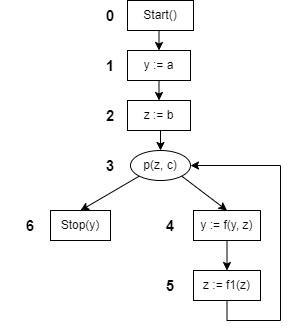 0 Start()
1 y := a
2 z := b
3 p(z, c)
6 Stop(y) 4 y := f(y, z)
5 z := f1(z)